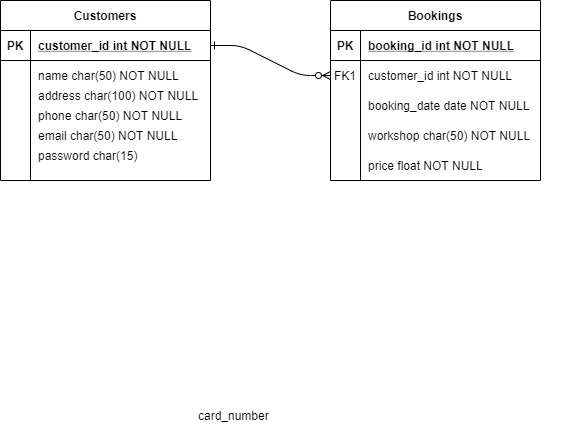 Customers
PK customer_id int NOT NULL
name char(50) NOT NULL
address char(100) NOT NULL
phone char(50) NOT NULL
email char(50) NOT NULL
password char(15)
Bookings
PK booking_id int NOT NULL
FK1 customer_id int NOT NULL
booking_date date NOT NULL
workshop char(50) NOT NULL
price float NOT NULL
card_number